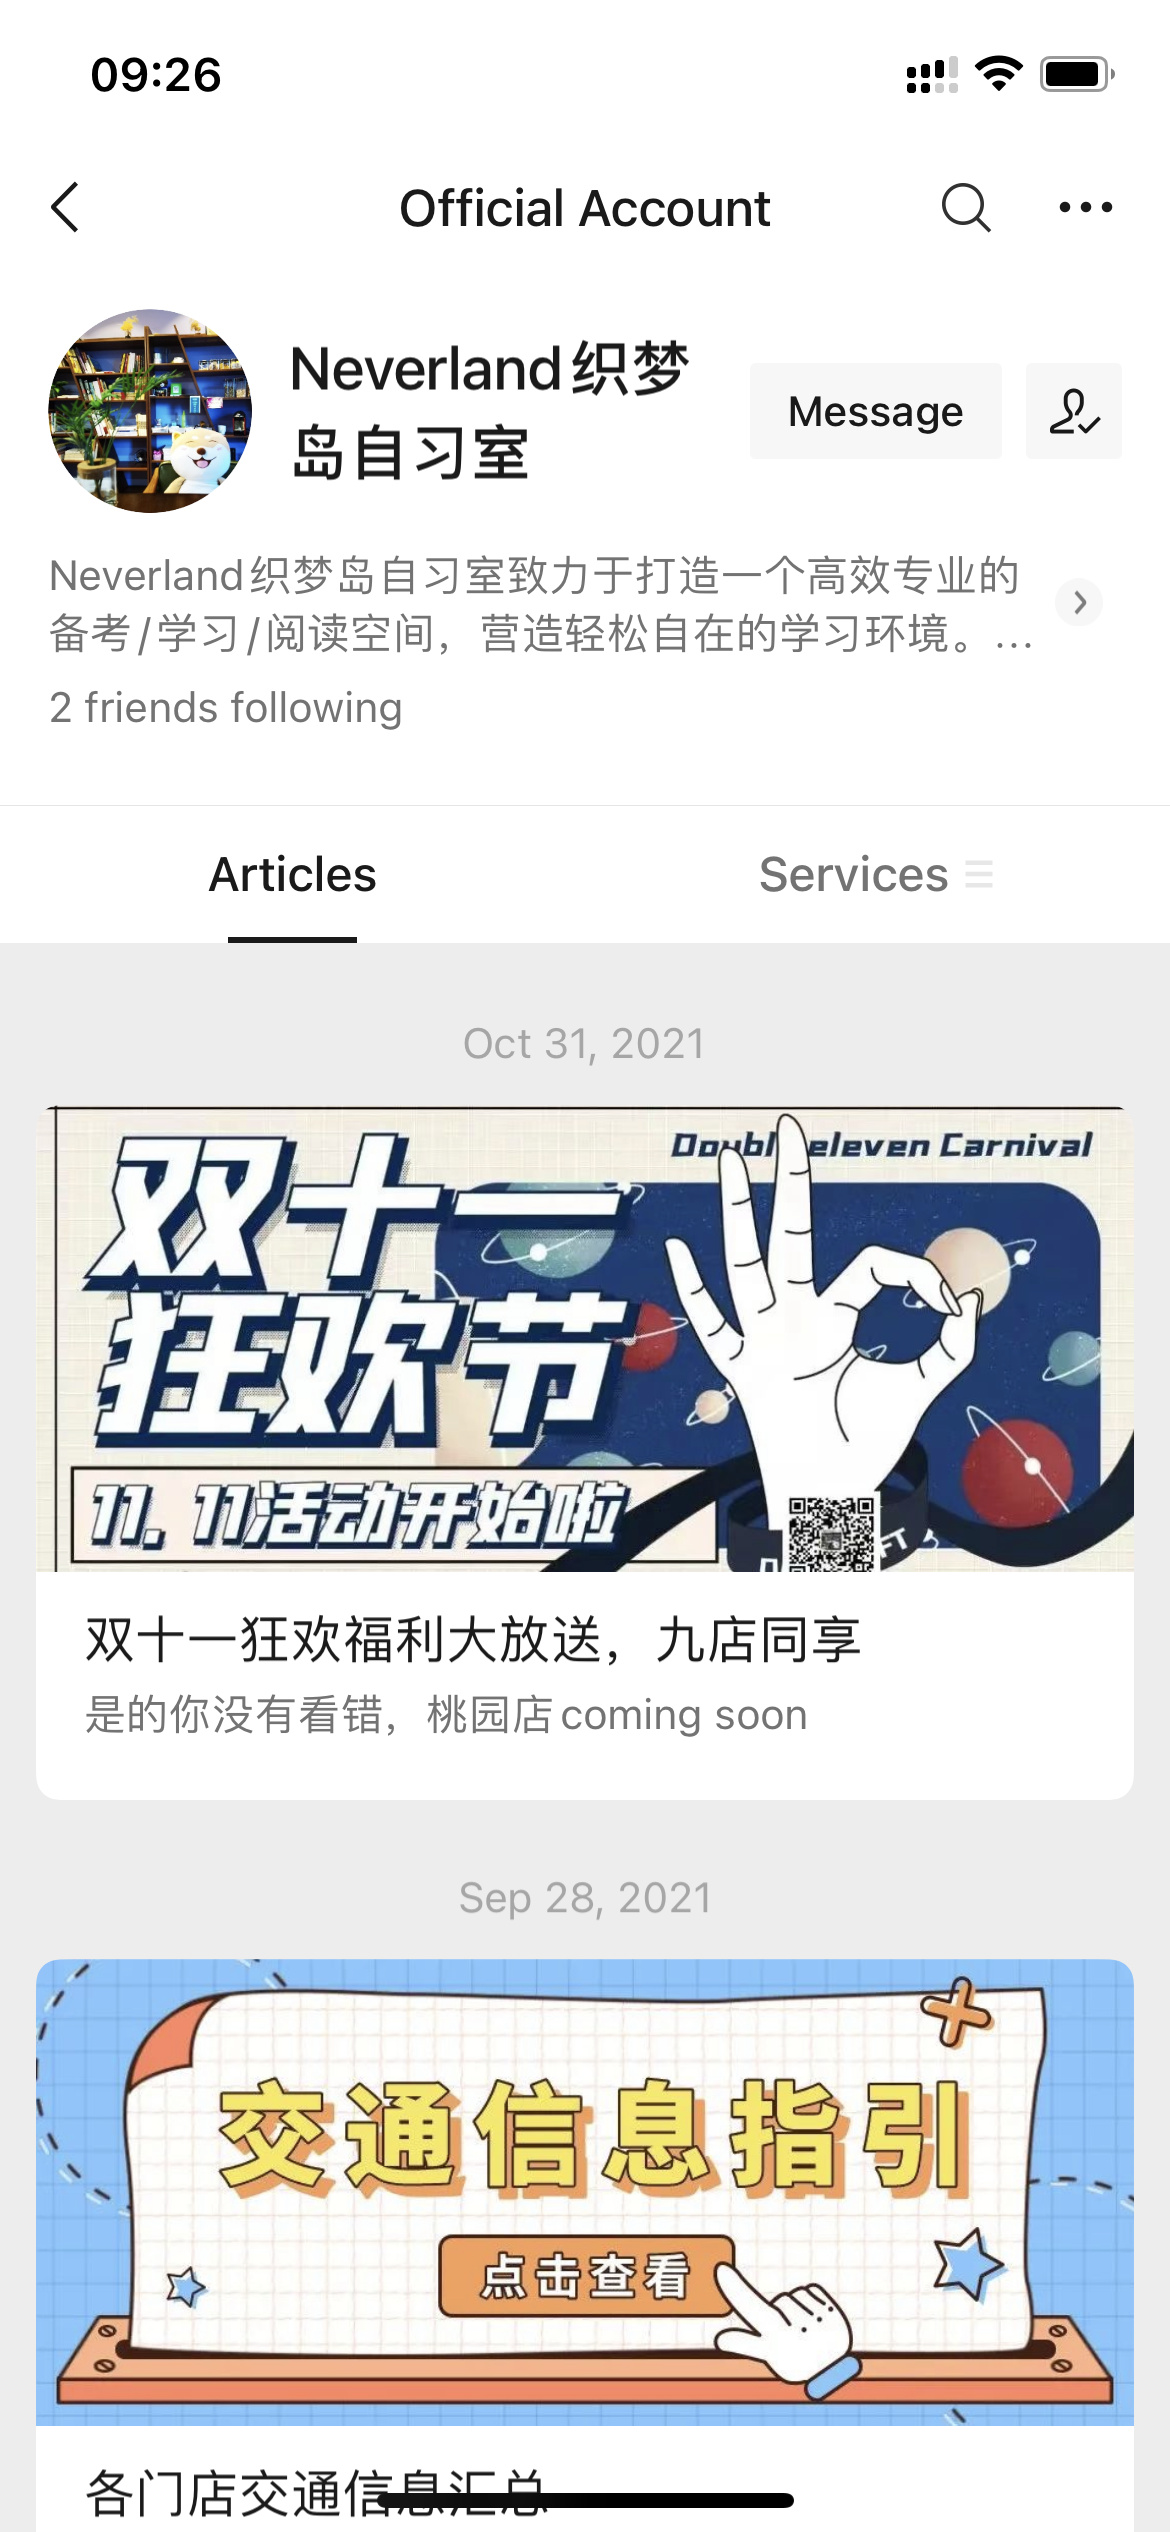 09:26
Official Account
Neverland织梦
岛自习室
Message
Neverland织梦岛自习室致力于打造一个高效专业的
备考/学习/阅读空间，营造轻松自在的学习环境。...
2 friends following
Articles
Services
Oct 31, 2021
Double eleven Carnival
双十一
狂欢节
11.11活动开始啦
双十一狂欢福利大放送，九店同享
是的你没有看错，桃园店coming soon
Sep 28, 2021
交通信息指引
点击查看
各门店交通信息汇总